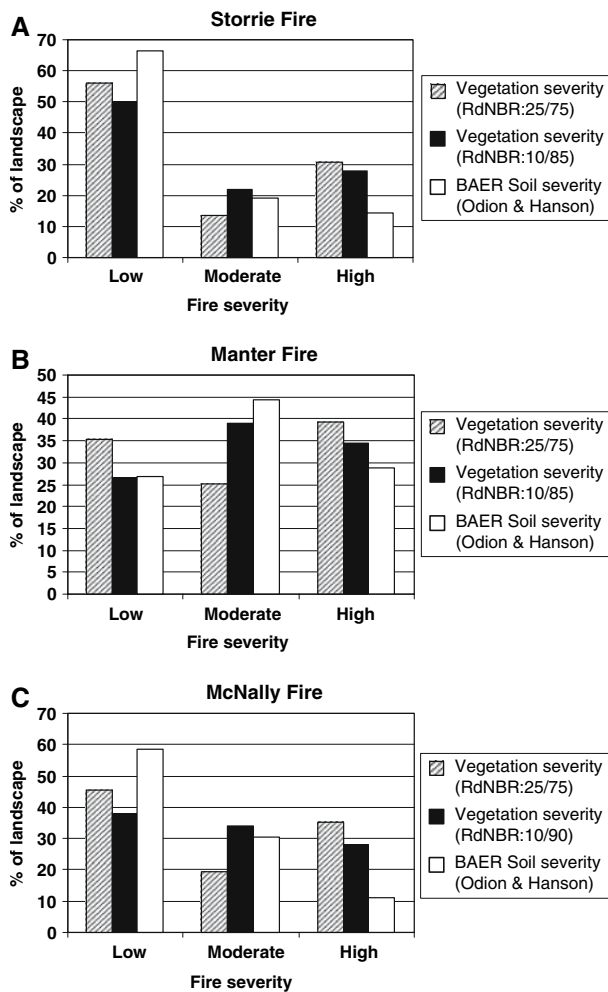 A
Storrie Fire
% of landscape
70
60
50
40
30
20
10
0
Low Moderate High
Fire severity
Vegetation severity
(RdNBR:25/75)
Vegetation severity
(RdNBR:10/85)
BAER Soil severity
(Odion & Hanson)
B
Manter Fire
% of landscape
50
45
40
35
30
25
20
15
10
5
0
Low Moderate High
Fire severity
Vegetation severity
(RdNBR:25/75)
Vegetation severity
(RdNBR:10/85)
BAER Soil severity
(Odion & Hanson)
C
McNally Fire
% of landscape
70
60
50
40
30
20
10
0
Low Moderate High
Fire severity
Vegetation severity
(RdNBR:25/75)
Vegetation severity
(RdNBR:10/90)
BAER Soil severity
(Odion & Hanson)